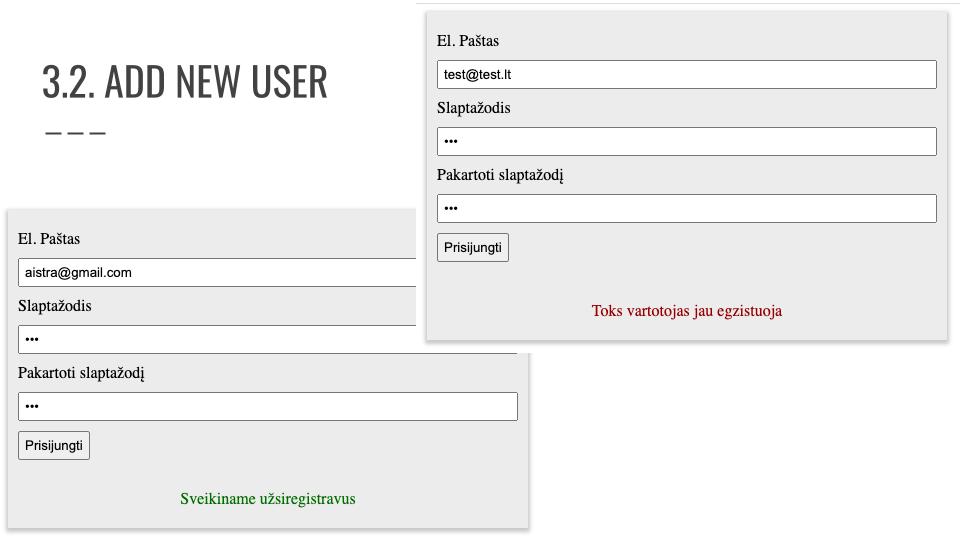 3.2. ADD NEW USER
El. Paštas
test@test.lt
Slaptažodis
•••
Pakartoti slaptažodį
•••
Prisijungti
Toks vartotojas jau egzistuoja
El. Paštas
aistra@gmail.com
Slaptažodis
•••
Pakartoti slaptažodį
•••
Prisijungti
Sveikiname užsiregistravus